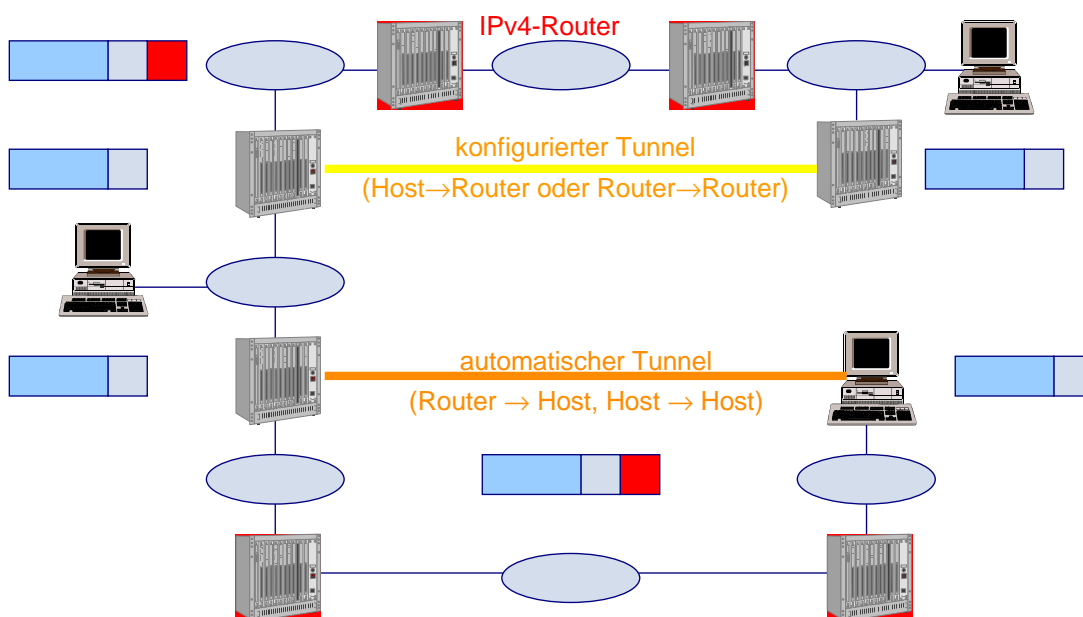 IPv4-Router
konfigurierter Tunnel
(Host→Router oder Router→Router)
automatischer Tunnel
(Router → Host, Host → Host)